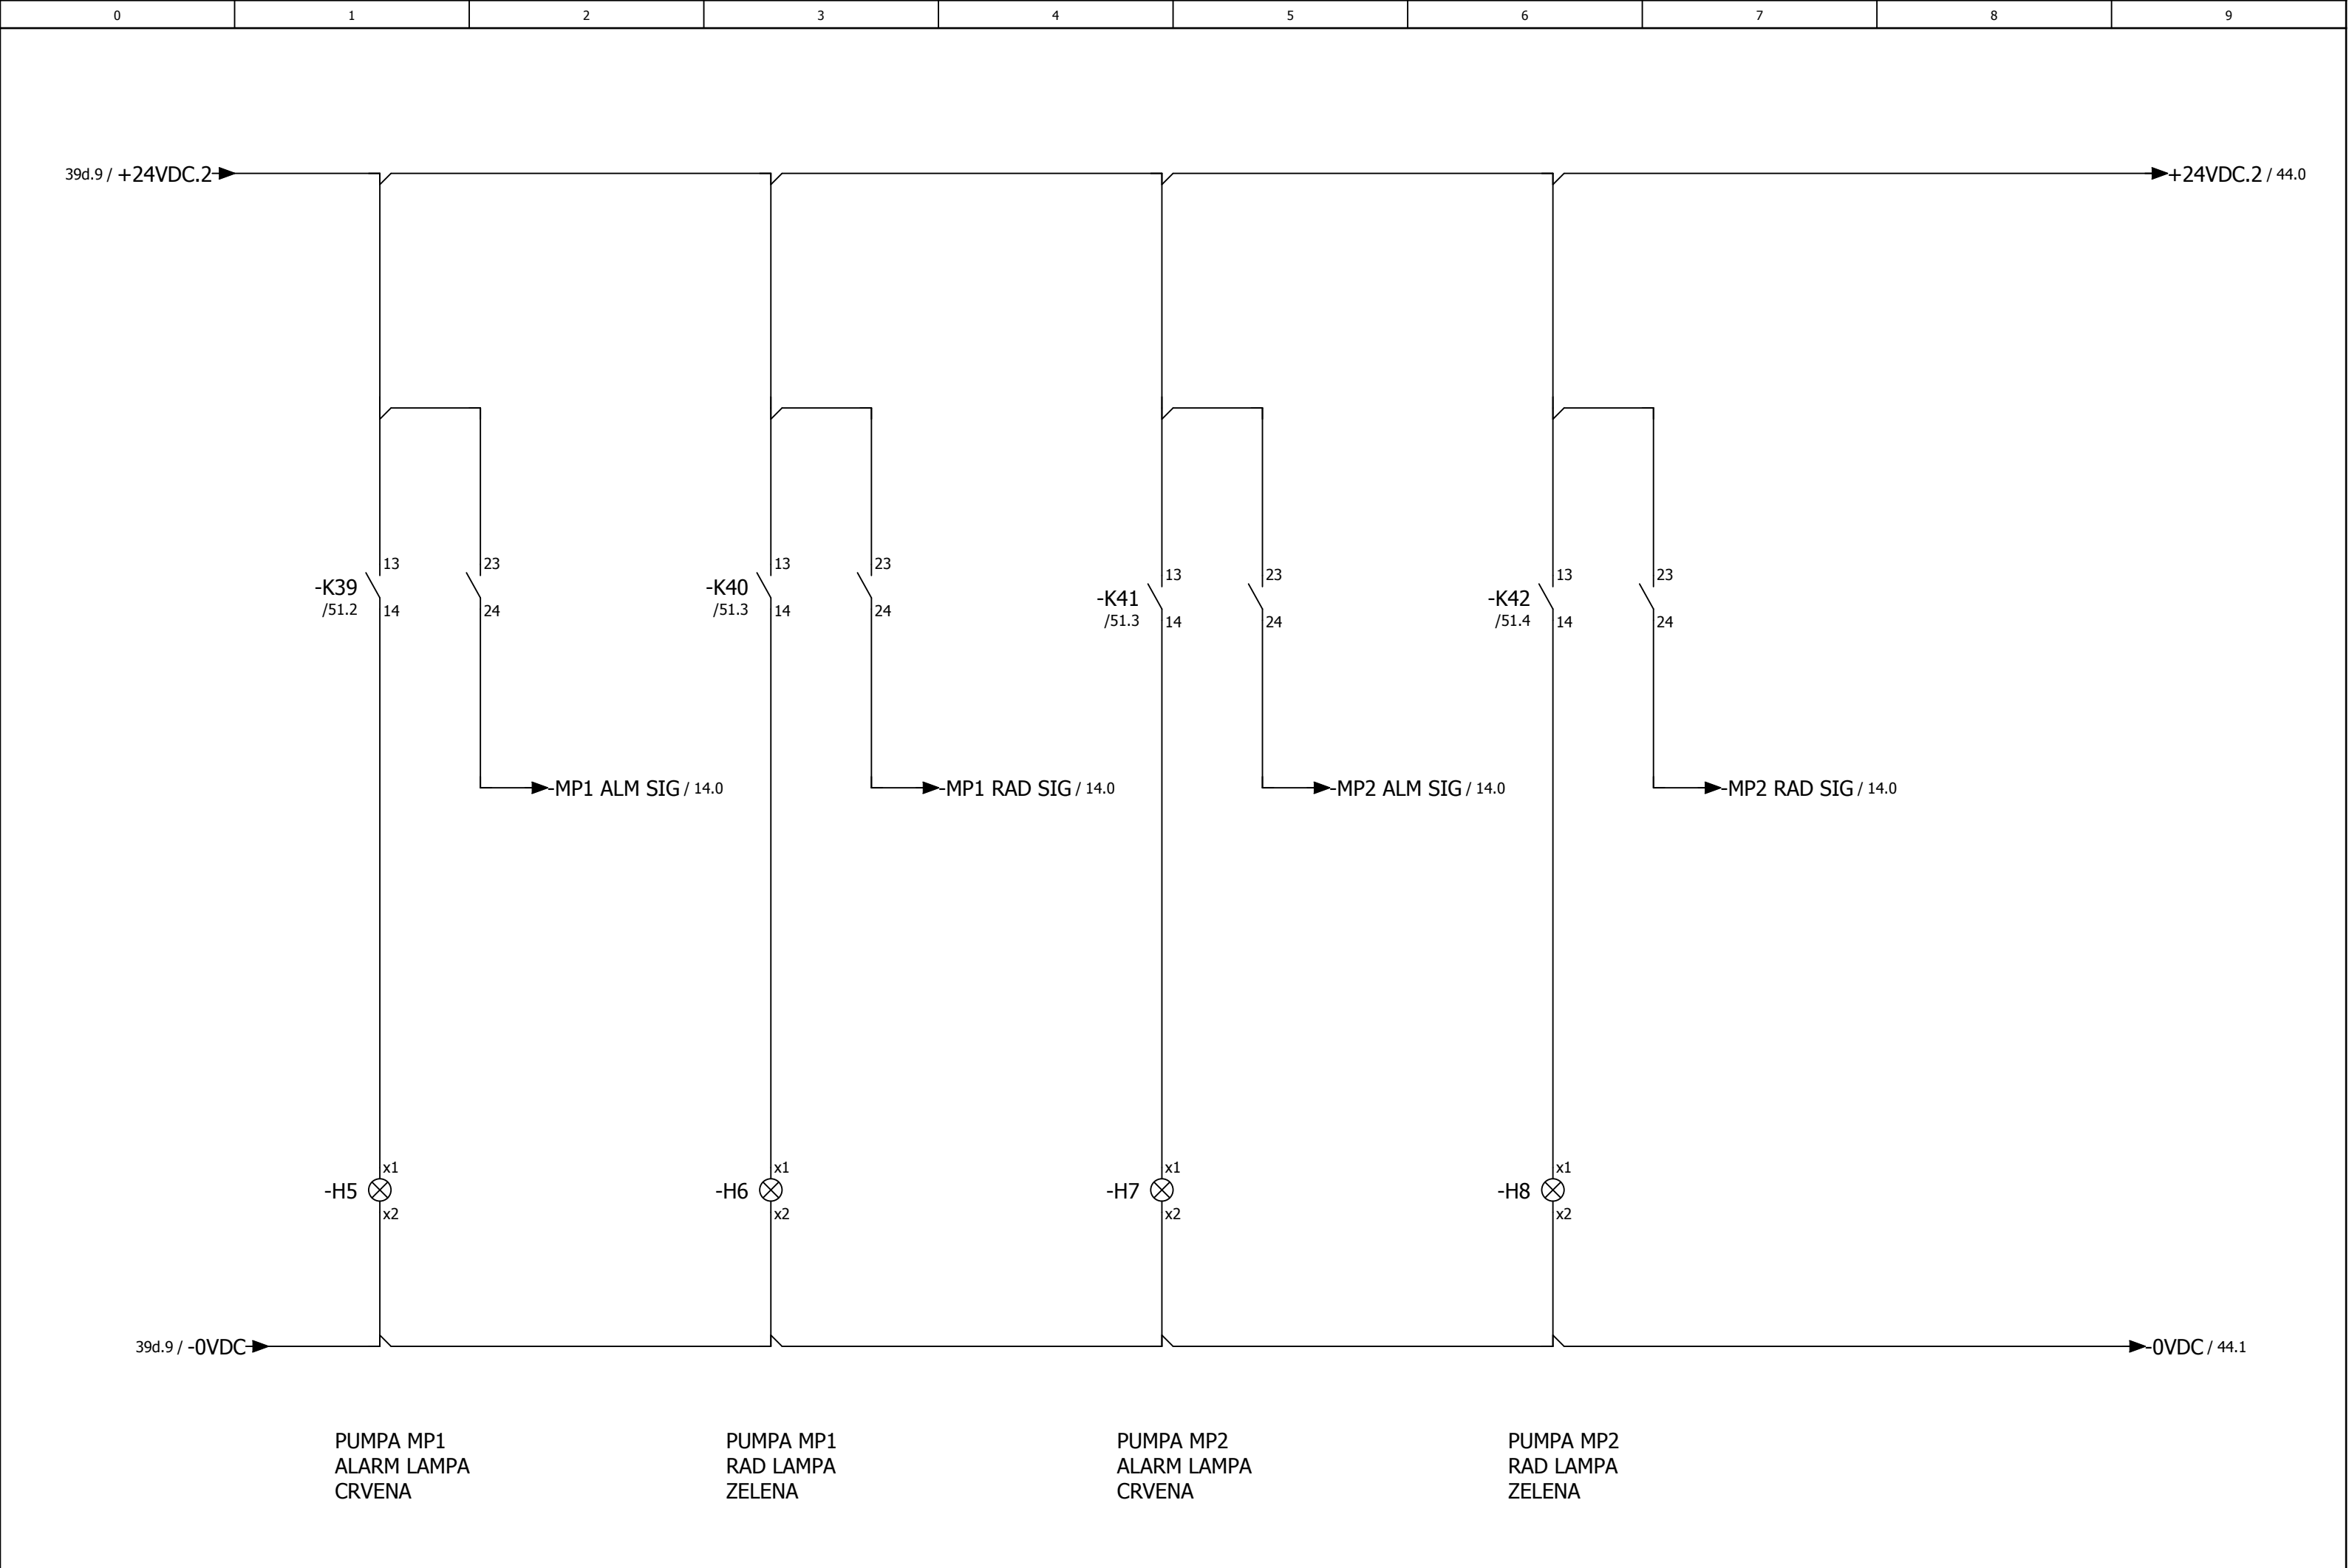 0 1 2 3 4 5 6 7 8 9
39d.9 / +24VDC.2 +24VDC.2 / 44.0
13 23 13 23
-K39 -K40
/51.2 14 24 /51.3 14 24
13 23 13 23
-K41 -K42
/51.3 14 24 /51.4 14 24
-MP1 ALM SIG / 14.0 -MP1 RAD SIG / 14.0 -MP2 ALM SIG / 14.0 -MP2 RAD SIG / 14.0
x1 x1 x1 x1
-H5 -H6 -H7 -H8
x2 x2 x2 x2
39d.9 / -0VDC -0VDC / 44.1
PUMPA MP1
ALARM LAMPA
CRVENA
PUMPA MP1
RAD LAMPA
ZELENA
PUMPA MP2
ALARM LAMPA
CRVENA
PUMPA MP2
RAD LAMPA
ZELENA